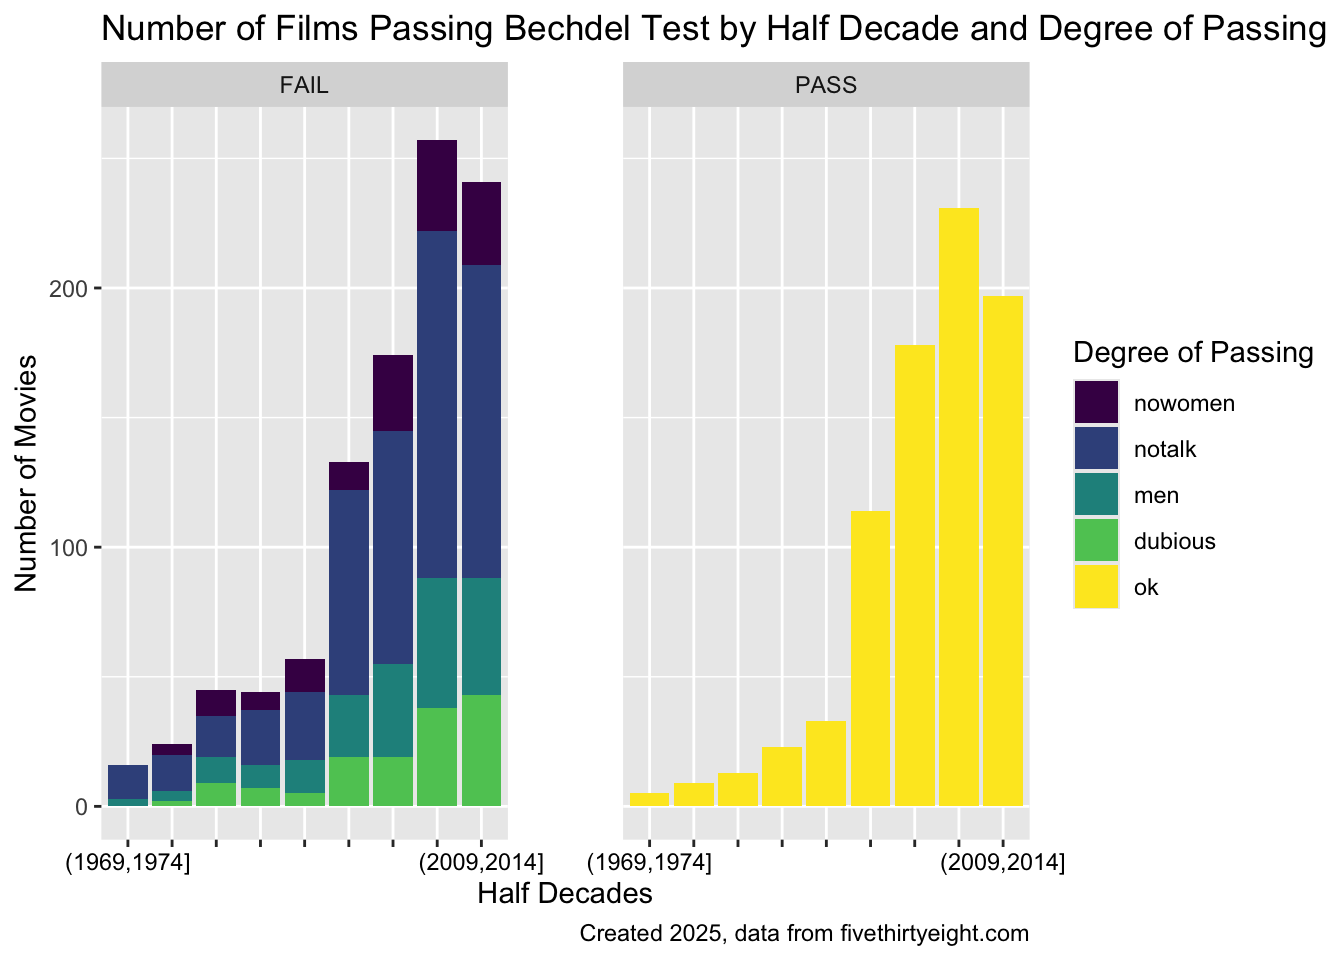 Number of Films Passing Bechdel Test by Half Decade and Degree of Passing
FAIL
PASS
Number of Movies
200
100
0
(1969,1974]
(2009,2014]
(1969,1974]
(2009,2014]
Half Decades
Degree of Passing
nowomen
notalk
men
dubious
ok
Created 2025, data from fivethirtyeight.com